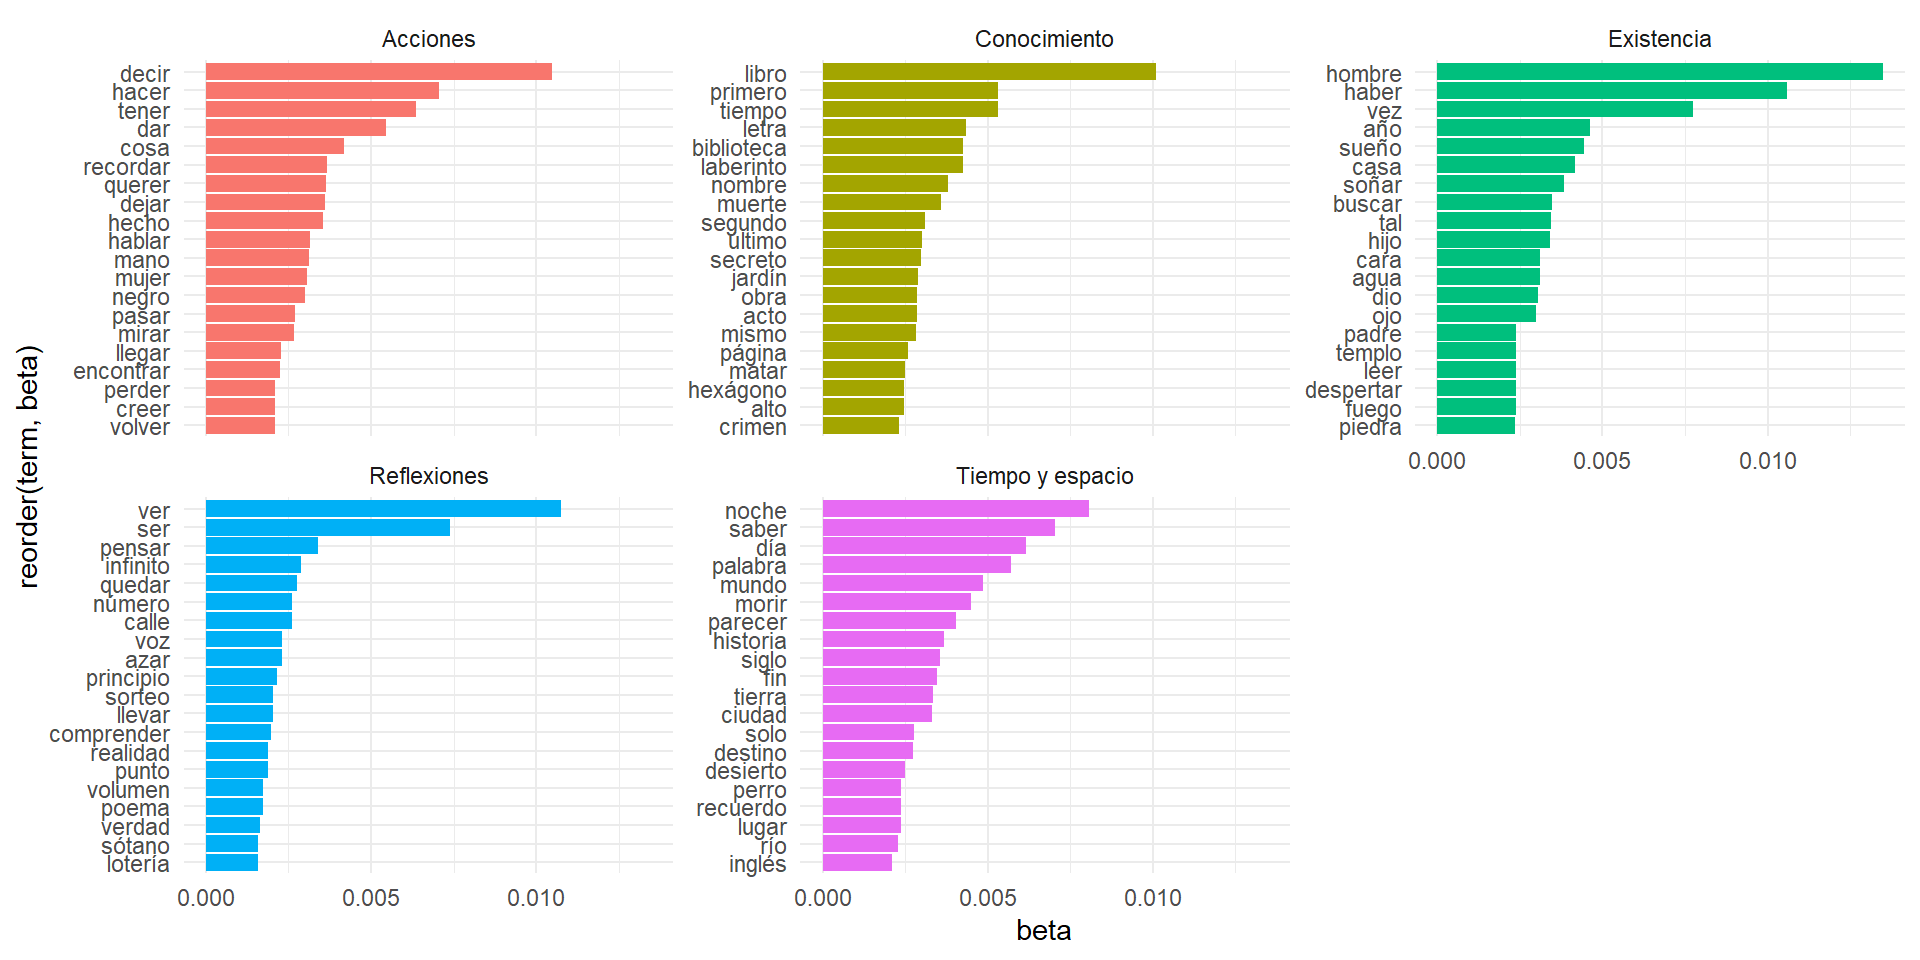 Acciones
decir
hacer
tener
dar
cosa
recordar
querer
dejar
hecho
hablar
mano
mujer
negro
pasar
mirar
llegar
encontrar
perder
creer
volver
Conocimiento
libro
primero
tiempo
letra
biblioteca
laberinto
nombre
muerte
segundo
último
secreto
jardín
obra
acto
mismo
página
matar
hexágono
alto
crimen
Existencia
hombre
haber
vez
año
sueño
casa
soñar
buscar
tal
hijo
cara
agua
dio
ojo
padre
templo
leer
despertar
fuego
piedra
0.000 0.005 0.010
Reflexiones
ver
ser
pensar
infinito
quedar
número
calle
voz
azar
principio
sorteo
llevar
comprender
realidad
punto
volumen
poema
verdad
sótano
lotería
0.000 0.005 0.010
Tiempo y espacio
noche
saber
día
palabra
mundo
morir
parecer
historia
siglo
fin
tierra
ciudad
solo
destino
desierto
perro
recuerdo
lugar
río
inglés
0.000 0.005 0.010
beta
reorder(term, beta)